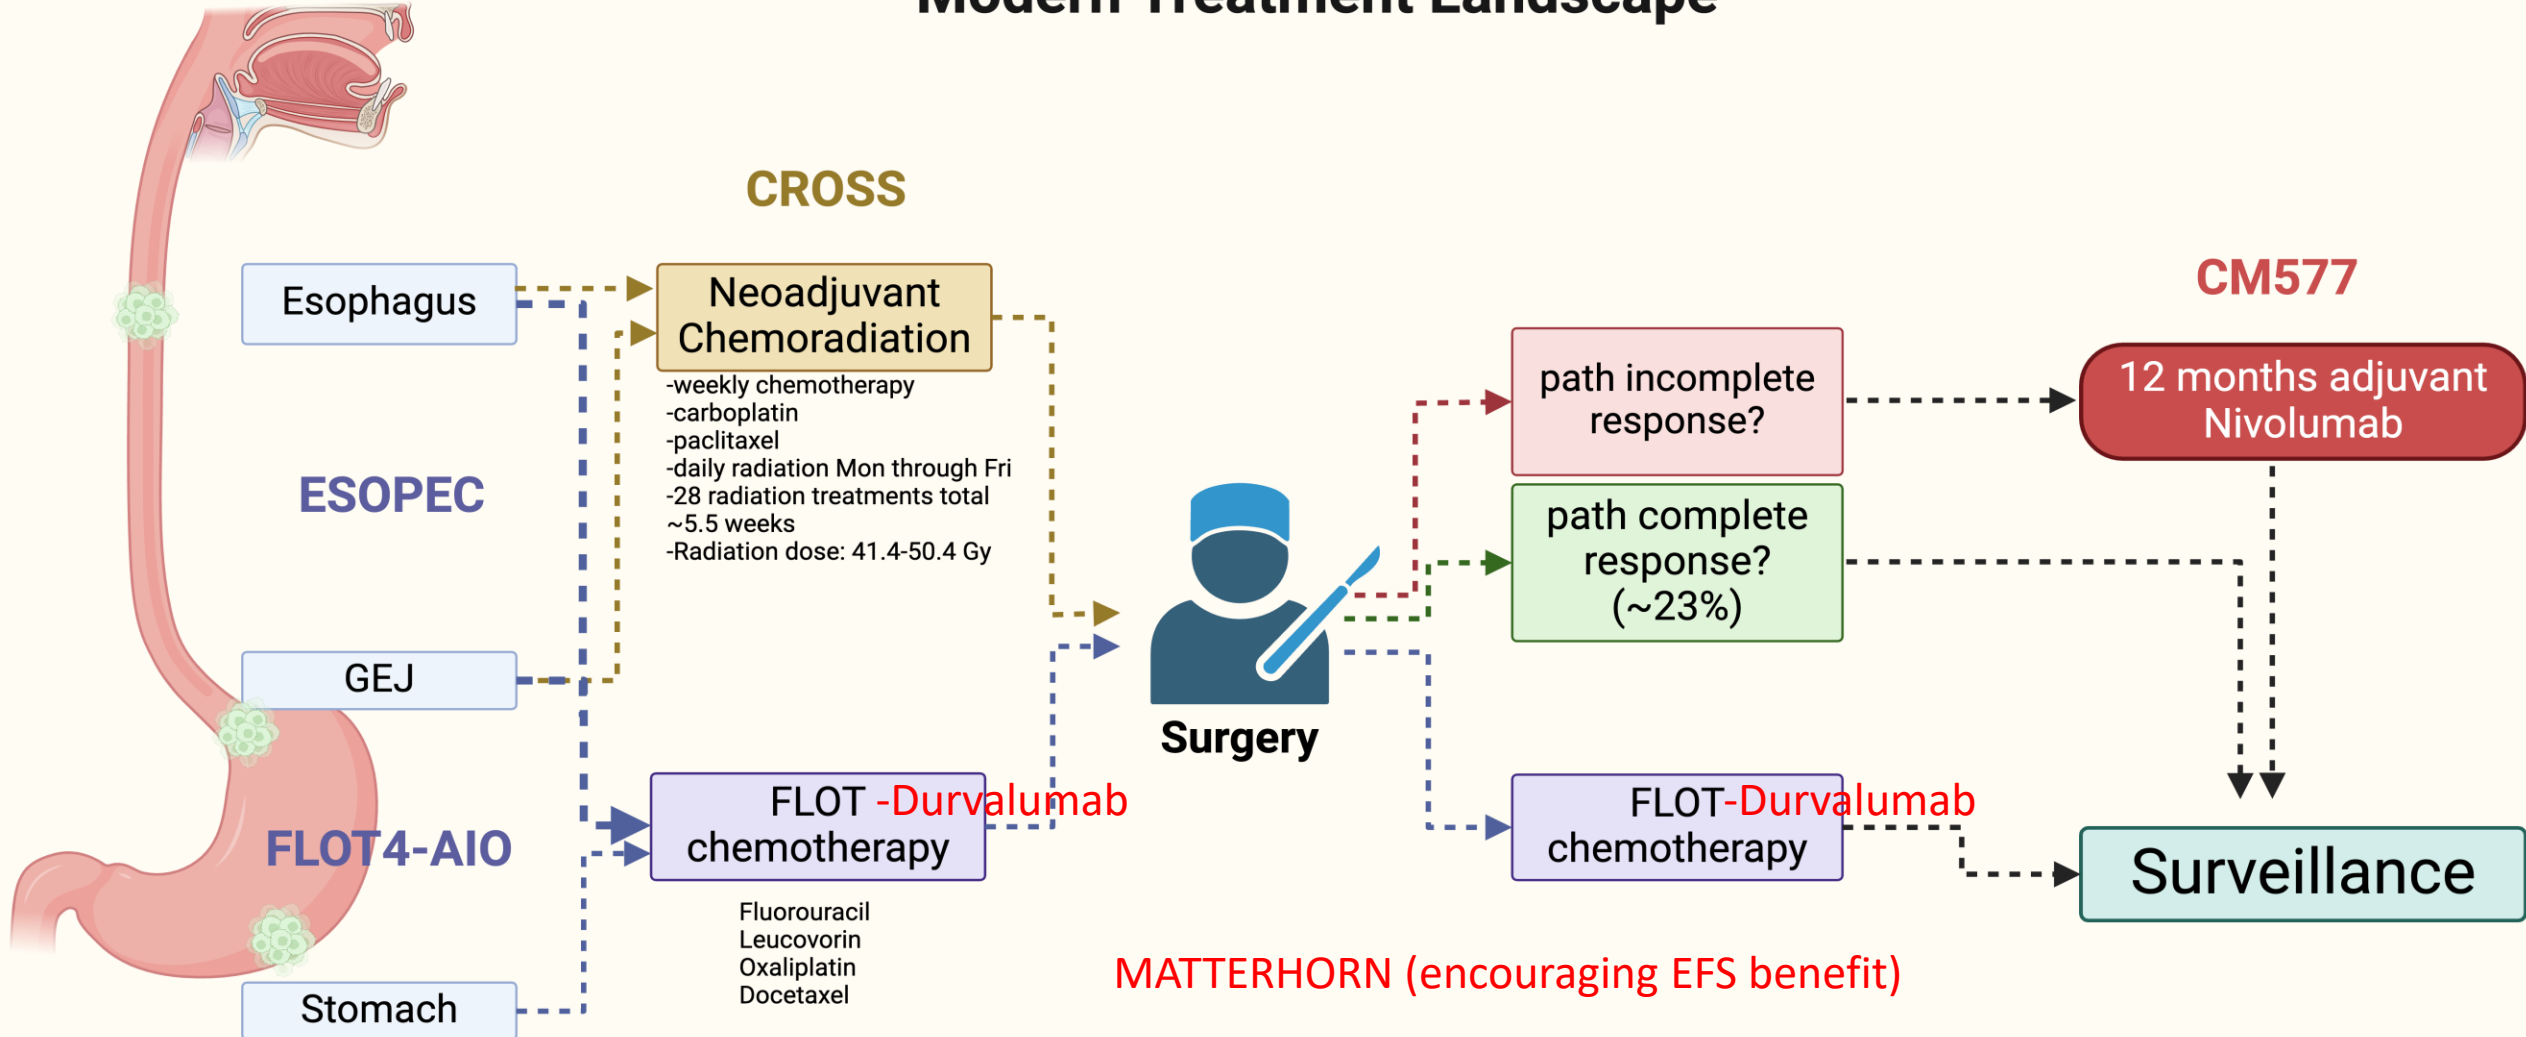 Modern Treatment Landscape
CROSS
Esophagus
Neoadjuvant
Chemoradiation
-weekly chemotherapy
-carboplatin
-paclitaxel
-daily radiation Mon through Fri
-28 radiation treatments total
~5.5 weeks
-Radiation dose: 41.4-50.4 Gy
ESOPEC
GEJ
FLOT4-AIO
FLOT -Durvalumab
chemotherapy
Fluorouracil
Leucovorin
Oxaliplatin
Docetaxel
Stomach
Surgery
path incomplete
response?
path complete
response?
(~23%)
FLOT-Durvalumab
chemotherapy
MATTERHORN (encouraging EFS benefit)
CM577
12 months adjuvant
Nivolumab
Surveillance